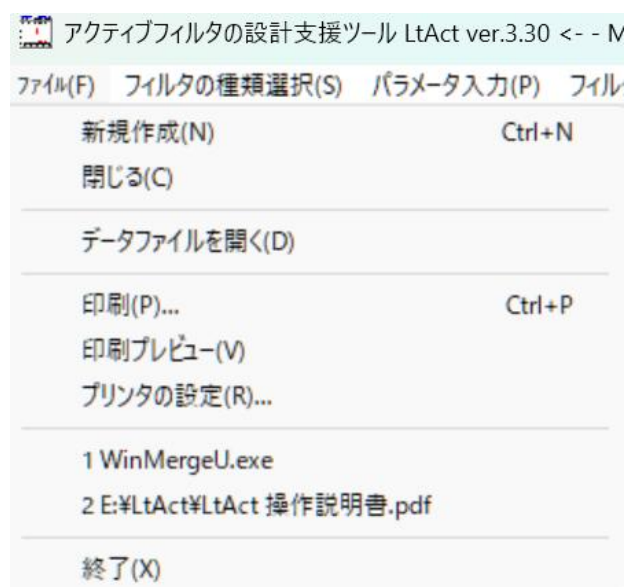 アクティブフィルタの設計支援ツール LtAct ver.3.30 <- - M
ファイル(F) フィルタの種類選択(S) パラメータ入力(P) フィル
新規作成(N) Ctrl+N
閉じる(C)
データファイルを開く(D)
印刷(P)... Ctrl+P
印刷プレビュー(V)
プリンタの設定(R)...
1 WinMergeU.exe
2 E:¥LtAct¥LtAct 操作説明書.pdf
終了(X)